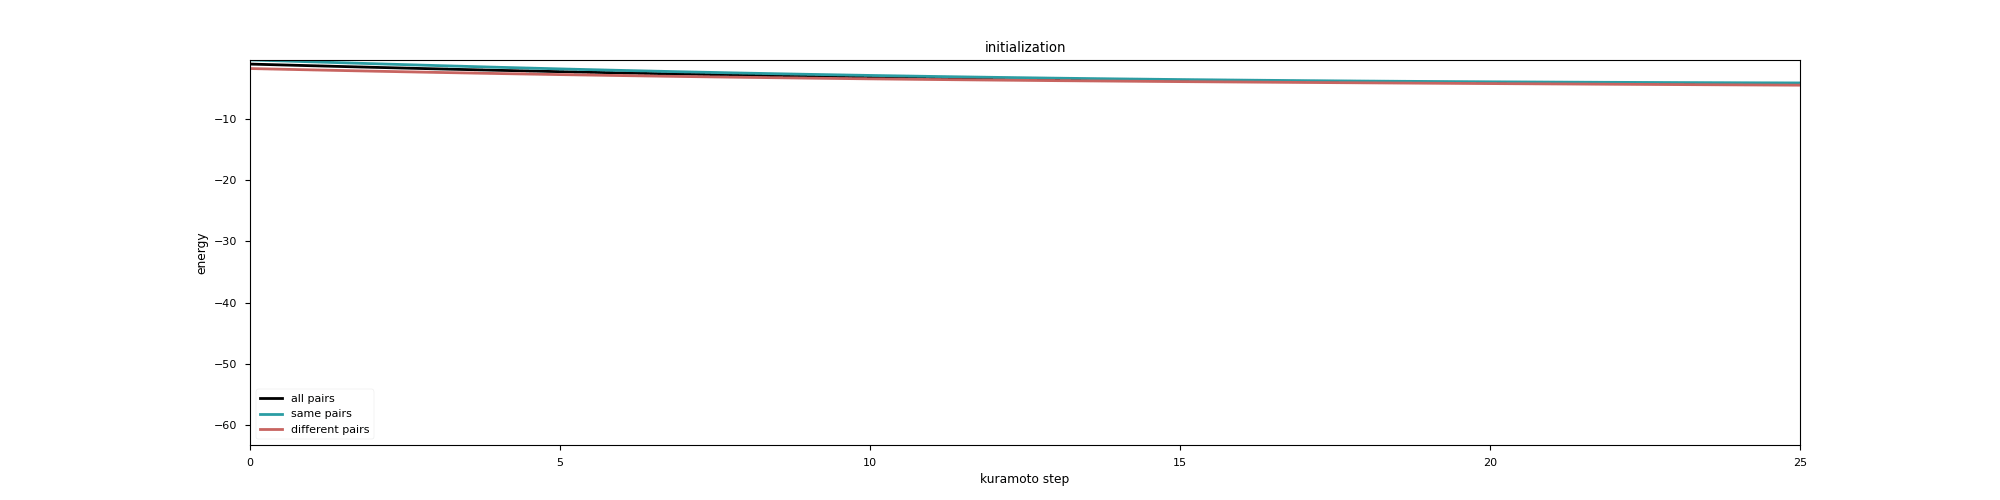 initialization
energy
−10
−20
−30
−40
−50
−60
all pairs
same pairs
different pairs
0 5 10 15 20 25
kuramoto step